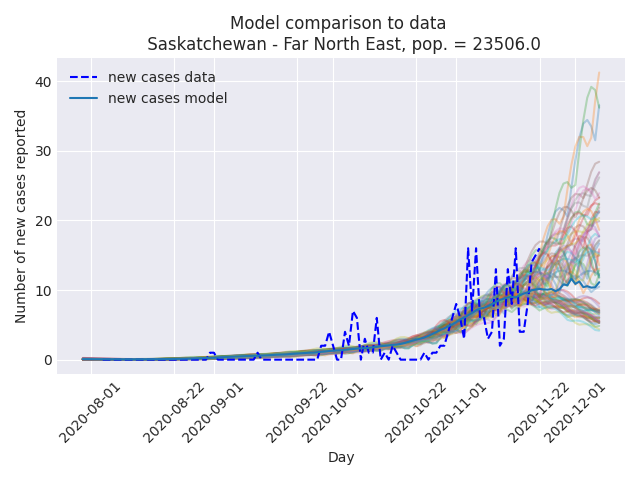 Model comparison to data
Saskatchewan - Far North East, pop. = 23506.0
new cases data
new cases model
Number of new cases reported
40
30
20
10
0
2020-08-01
2020-08-22
2020-09-01
2020-09-22
2020-10-01
2020-10-22
2020-11-01
2020-11-22
2020-12-01
Day